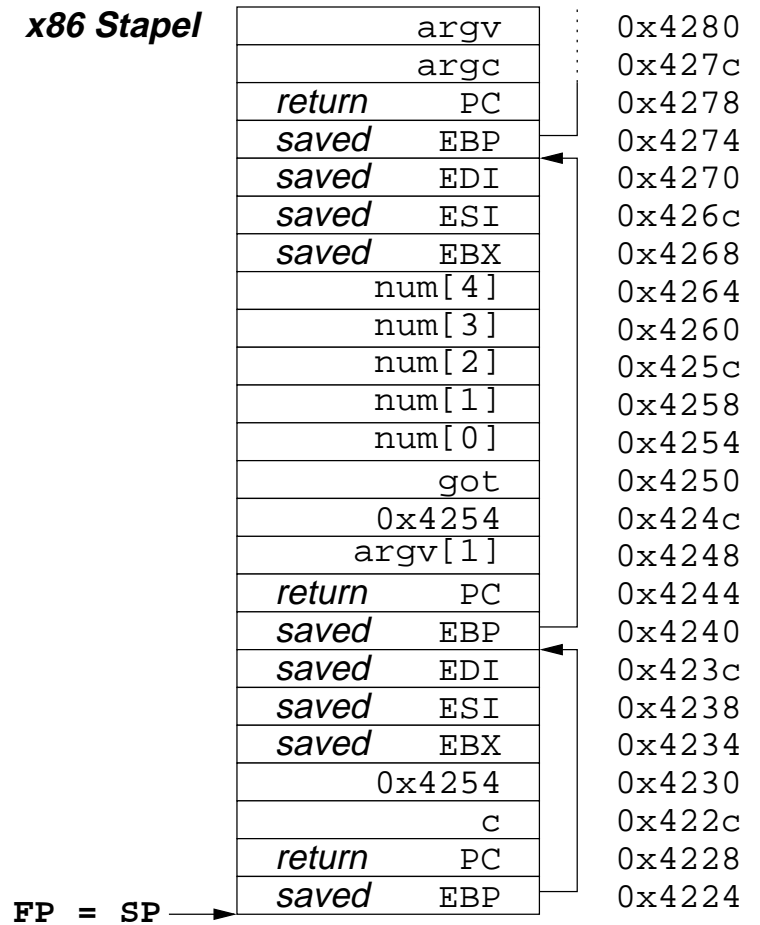 x86 Stapel argv 0x4280
argc 0x427c
return PC 0x4278
saved EBP 0x4274
saved EDI 0x4270
saved ESI 0x426c
saved EBX 0x4268
num[4] 0x4264
num[3] 0x4260
num[2] 0x425c
num[1] 0x4258
num[0] 0x4254
got 0x4250
0x4254 0x424c
argv[1] 0x4248
return PC 0x4244
saved EBP 0x4240
saved EDI 0x423c
saved ESI 0x4238
saved EBX 0x4234
0x4254 0x4230
c 0x422c
return PC 0x4228
saved EBP 0x4224
FP = SP